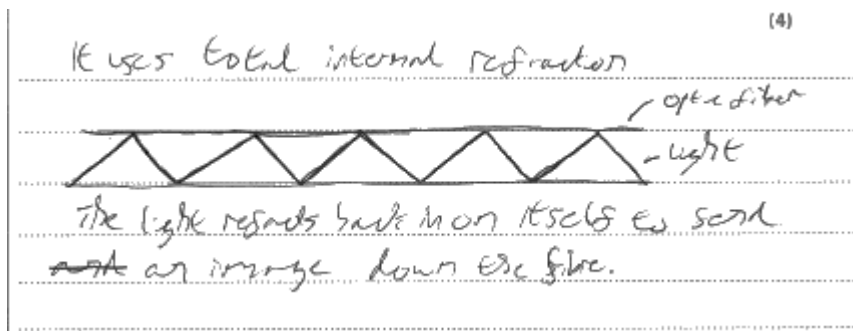 (4)
It uses total internal refraction
optic fiber
light
The light refracts back in on itself to send
an image down the fibre.